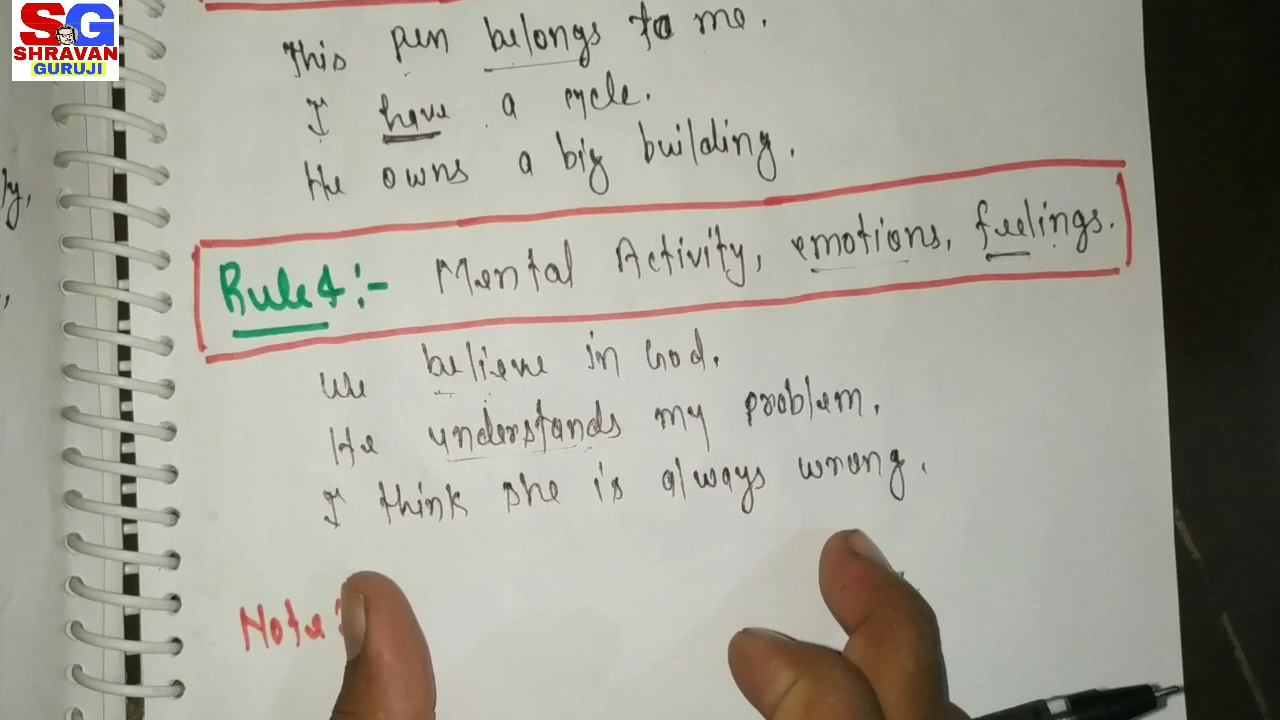 SG
SHRAVAN
GURUJI
This pen belongs to me.
I have a cycle.
He owns a big building.
Rule 4:- Mental Activity, emotions, feelings.
We believe in God.
He understands my problem.
I think she is always wrong.
Note: